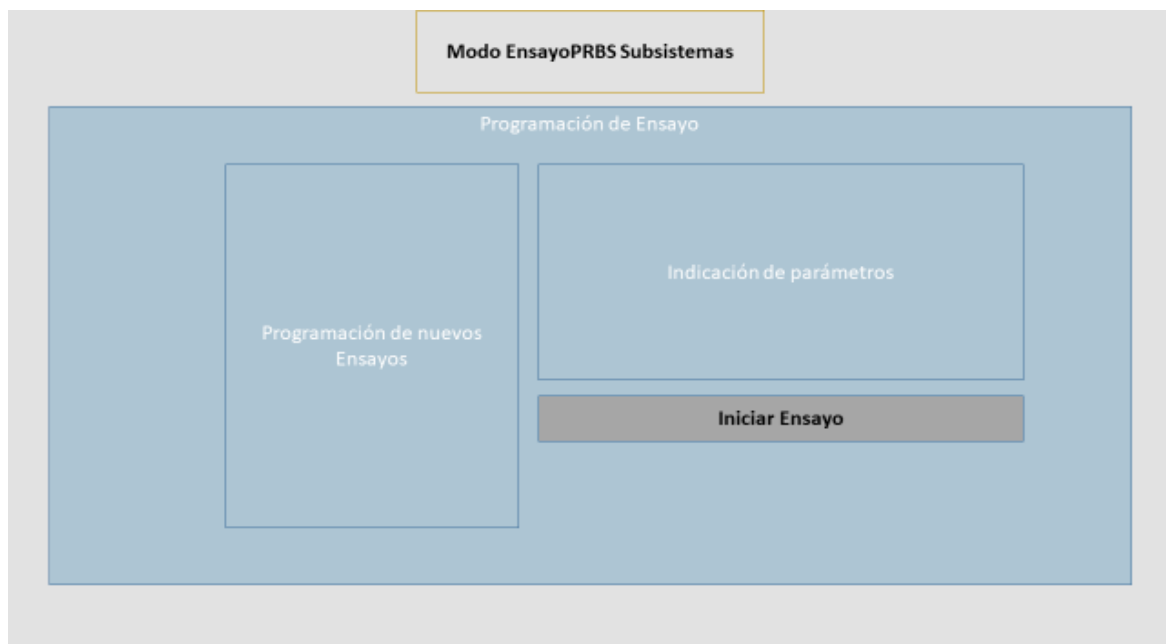 Modo EnsayoPRBS Subsistemas
Programación de Ensayo
Programación de nuevos
Ensayos
Indicación de parámetros
Iniciar Ensayo